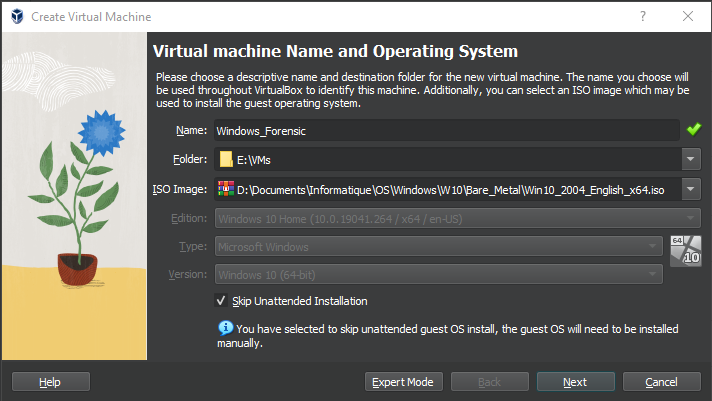 Create Virtual Machine
?
Virtual machine Name and Operating System
Please choose a descriptive name and destination folder for the new virtual machine. The name you choose will
be used throughout VirtualBox to identify this machine. Additionally, you can select an ISO image which may be
used to install the guest operating system.
Name: Windows_Forensic
Folder: E:\VMs
ISO Image: D:\Documents\Informatique\OS\Windows\W10\Bare_Metal\Win10_2004_English_x64.iso
Edition: Windows 10 Home (10.0.19041.264 / x64 / en-US)
Type: Microsoft Windows
64
10
Version: Windows 10 (64-bit)
Skip Unattended Installation
You have selected to skip unattended guest OS install, the guest OS will need to be installed
manually.
Help Expert Mode Back Next Cancel